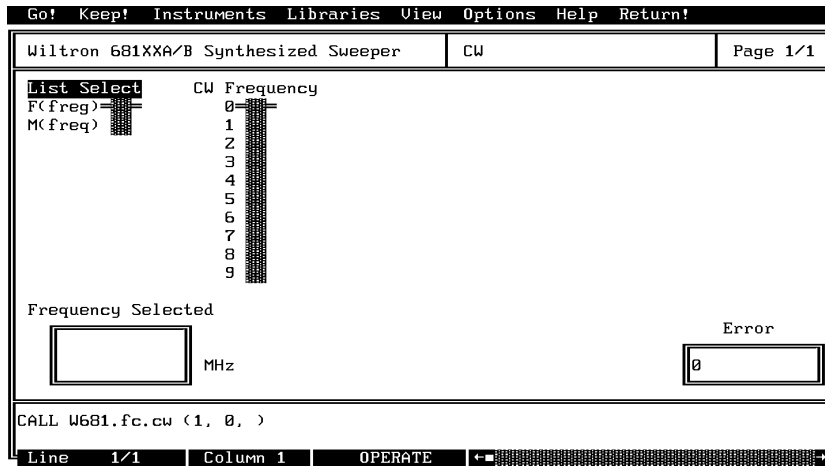 Go! Keep! Instruments Libraries View Options Help Return!
Wiltron 681XXA/B Synthesized Sweeper
CW
Page 1/1
List Select
F(freg)
M(freq)
CW Frequency
0
1
2
3
4
5
6
7
8
9
Frequency Selected
MHz
Error
0
CALL W681.fc.cw (1, 0, )
Line 1/1 Column 1 OPERATE